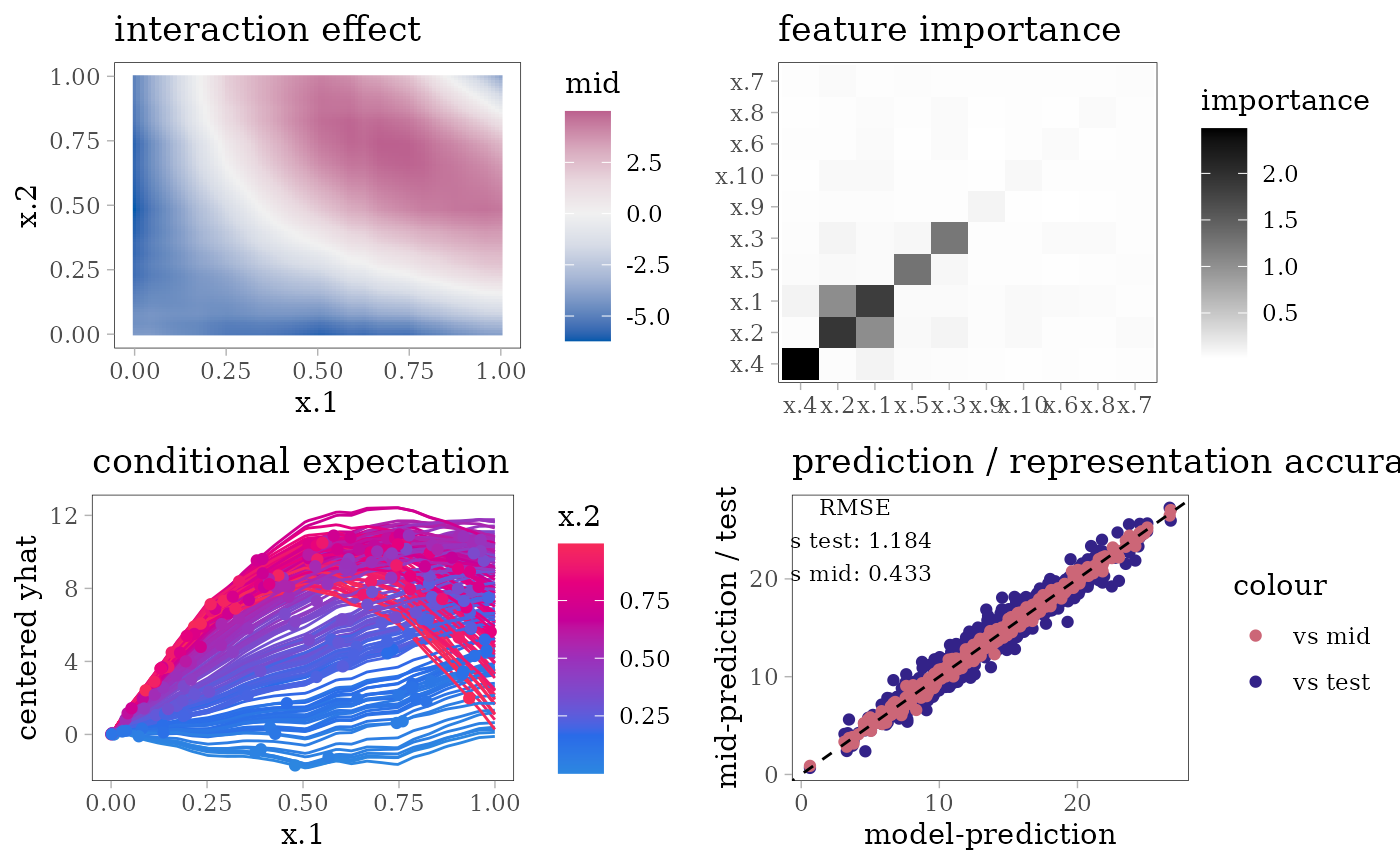 interaction effect
1.00
0.75
0.50
0.25
0.00
x.2
0.00 0.25 0.50 0.75 1.00
x.1
mid
2.5
0.0
-2.5
-5.0
feature importance
x.7
x.8
x.6
x.10
x.9
x.3
x.5
x.1
x.2
x.4
x.4 x.2 x.1 x.5 x.3 x.9 x.10 x.6 x.8 x.7
importance
2.0
1.5
1.0
0.5
conditional expectation
12
8
4
0
centered yhat
0.00 0.25 0.50 0.75 1.00
x.1
x.2
0.75
0.50
0.25
prediction / representation accura
RMSE
s test: 1.184
s mid: 0.433
20
10
0
mid-prediction / test
0 10 20
model-prediction
colour
vs mid
vs test